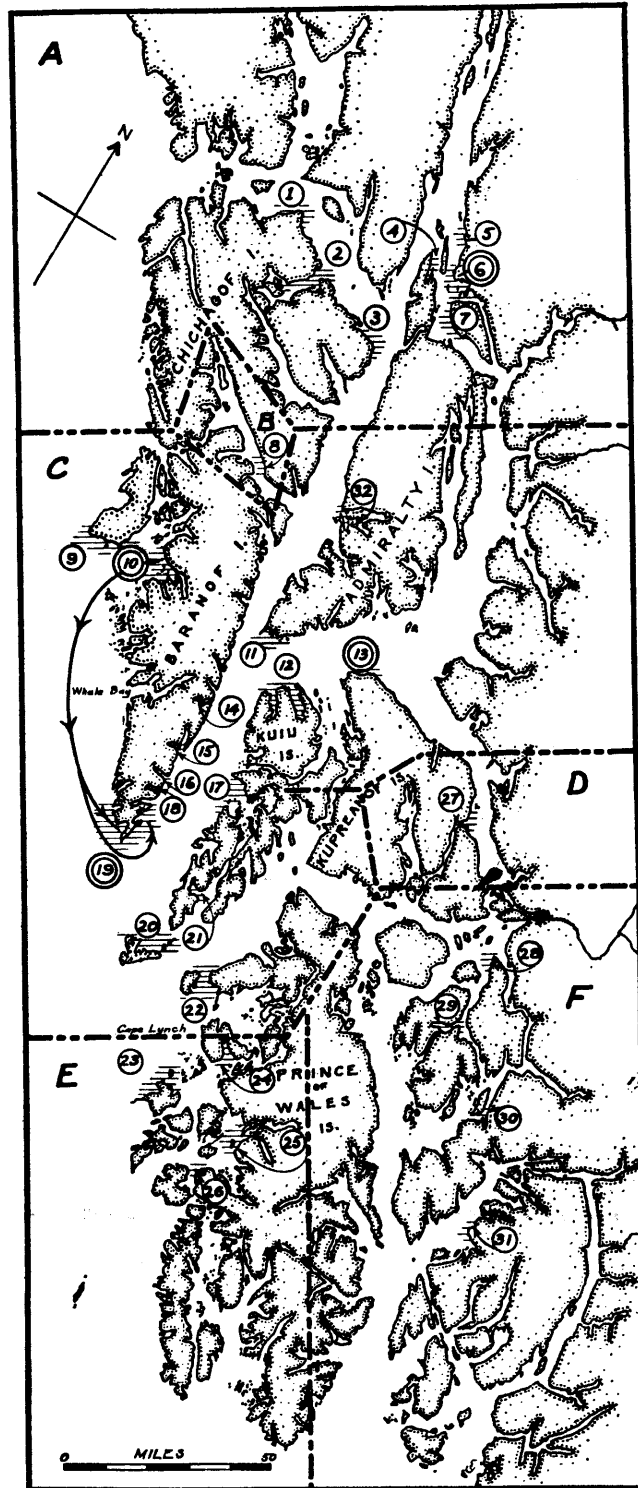 A
N
1
2
3
4
5
6
7
CHICHAGOF I.
B
8
C
32
ADMIRALTY I.
9
10
BARANOF I.
11
12
13
Whale Bay
14
KUIU
IS.
15
16
17
18
KUPREANOF IS.
27
D
19
20
21
22
28
29
F
Cape Lynch
E
23
24
PRINCE
OF
WALES
IS.
25
26
30
31
0
MILES
50